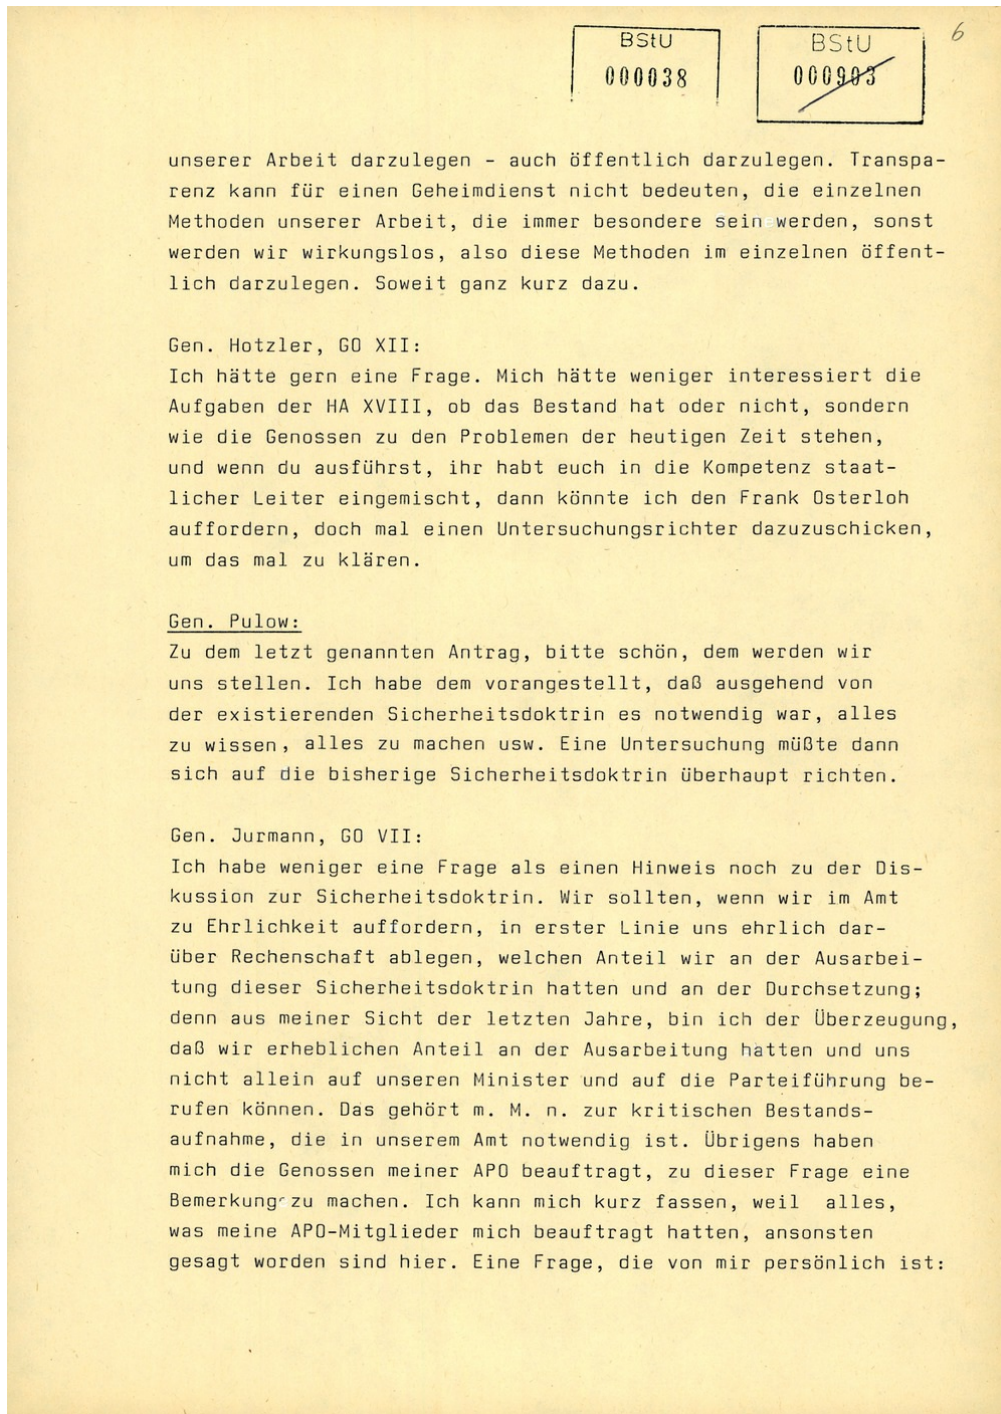 6
BStU
000038
BStU
000903
unserer Arbeit darzulegen - auch öffentlich darzulegen. Transpa-
renz kann für einen Geheimdienst nicht bedeuten, die einzelnen
Methoden unserer Arbeit, die immer besondere sein werden, sonst
werden wir wirkungslos, also diese Methoden im einzelnen öffent-
lich darzulegen. Soweit ganz kurz dazu.
Gen. Hotzler, GO XII:
Ich hätte gern eine Frage. Mich hätte weniger interessiert die
Aufgaben der HA XVIII, ob das Bestand hat oder nicht, sondern
wie die Genossen zu den Problemen der heutigen Zeit stehen,
und wenn du ausführst, ihr habt euch in die Kompetenz staat-
licher Leiter eingemischt, dann könnte ich den Frank Osterloh
auffordern, doch mal einen Untersuchungsrichter dazuzuschicken,
um das mal zu klären.
Gen. Pulow:
Zu dem letzt genannten Antrag, bitte schön, dem werden wir
uns stellen. Ich habe dem vorangestellt, daß ausgehend von
der existierenden Sicherheitsdoktrin es notwendig war, alles
zu wissen, alles zu machen usw. Eine Untersuchung müßte dann
sich auf die bisherige Sicherheitsdoktrin überhaupt richten.
Gen. Jurmann, GO VII:
Ich habe weniger eine Frage als einen Hinweis noch zu der Dis-
kussion zur Sicherheitsdoktrin. Wir sollten, wenn wir im Amt
zu Ehrlichkeit auffordern, in erster Linie uns ehrlich dar-
über Rechenschaft ablegen, welchen Anteil wir an der Ausarbei-
tung dieser Sicherheitsdoktrin hatten und an der Durchsetzung;
denn aus meiner Sicht der letzten Jahre, bin ich der Überzeugung,
daß wir erheblichen Anteil an der Ausarbeitung hatten und uns
nicht allein auf unseren Minister und auf die Parteiführung be-
rufen können. Das gehört m. M. n. zur kritischen Bestands-
aufnahme, die in unserem Amt notwendig ist. Übrigens haben
mich die Genossen meiner APO beauftragt, zu dieser Frage eine
Bemerkung zu machen. Ich kann mich kurz fassen, weil alles,
was meine APO-Mitglieder mich beauftragt hatten, ansonsten
gesagt worden sind hier. Eine Frage, die von mir persönlich ist: